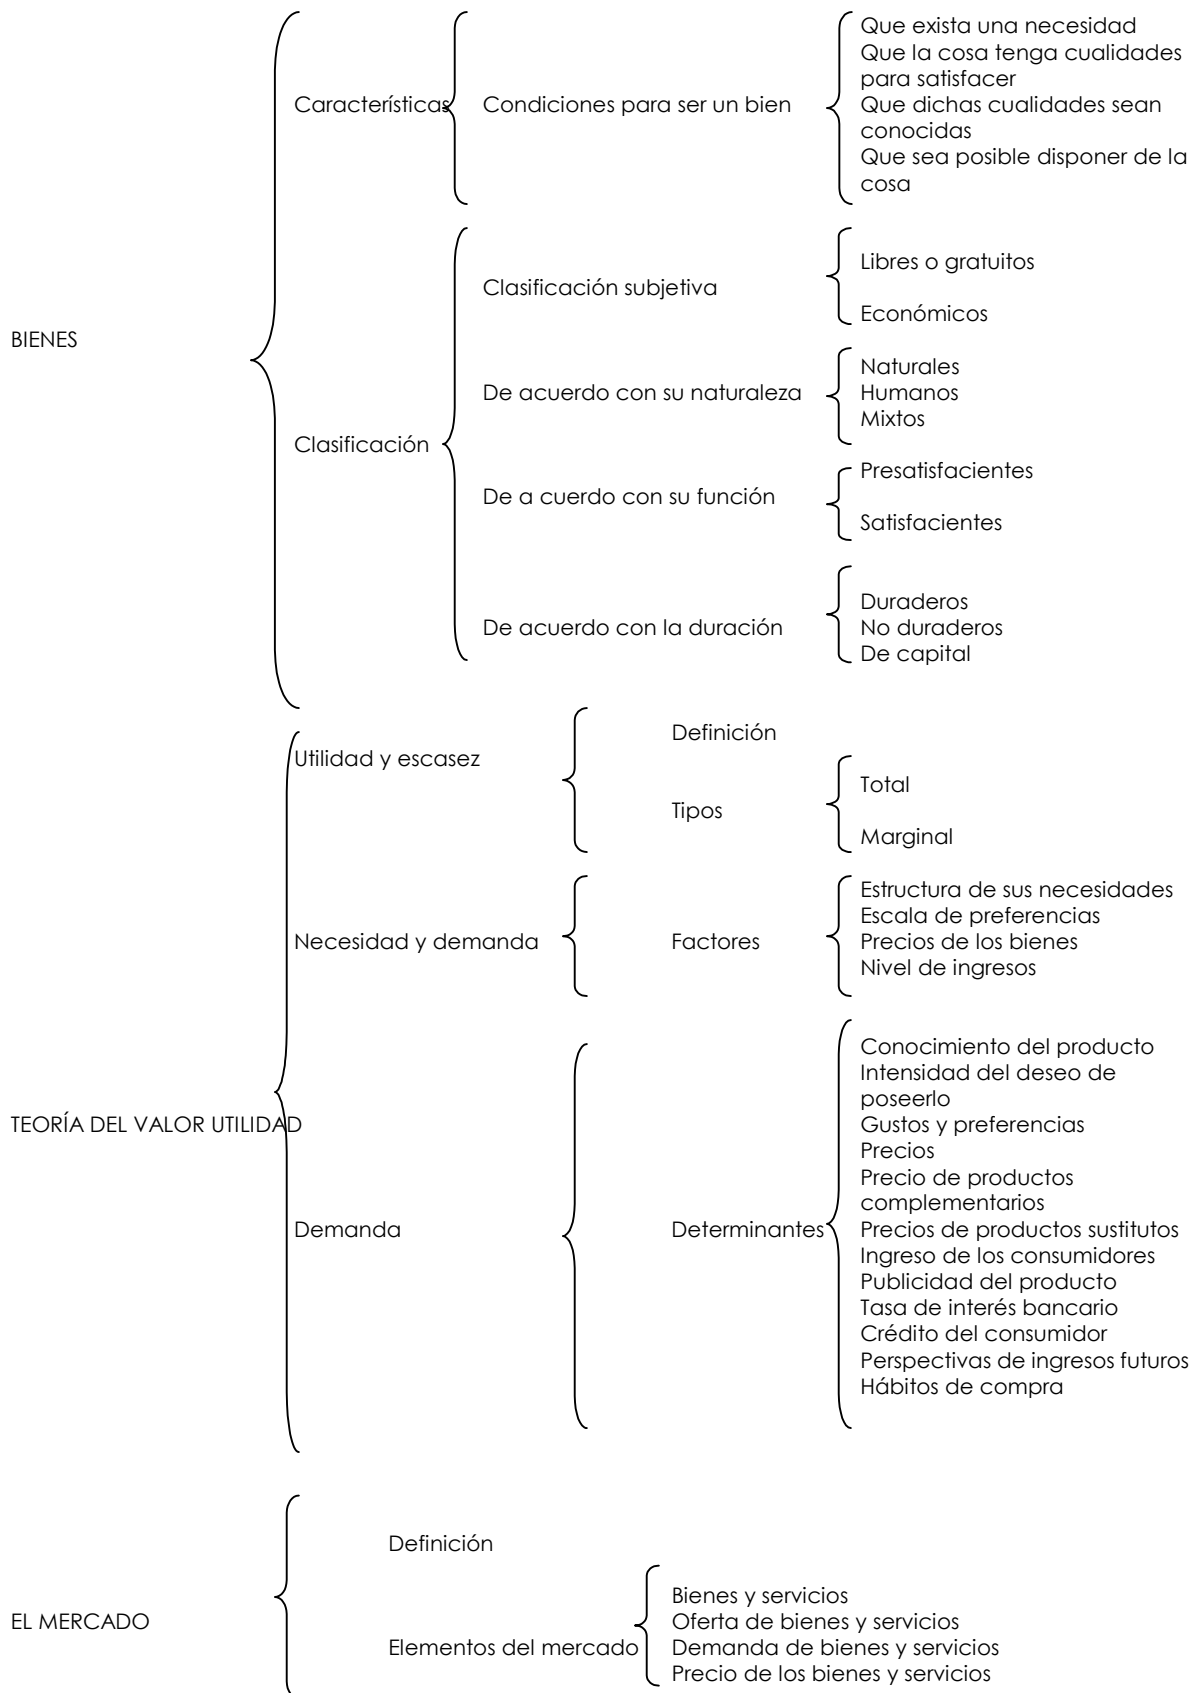 BIENES
Características
Condiciones para ser un bien
Que exista una necesidad
Que la cosa tenga cualidades
para satisfacer
Que dichas cualidades sean
conocidas
Que sea posible disponer de la
cosa
Clasificación
Clasificación subjetiva
Libres o gratuitos
Económicos
De acuerdo con su naturaleza
Naturales
Humanos
Mixtos
De a cuerdo con su función
Presatisfacientes
Satisfacientes
De acuerdo con la duración
Duraderos
No duraderos
De capital
TEORÍA DEL VALOR UTILIDAD
Utilidad y escasez
Definición
Tipos
Total
Marginal
Necesidad y demanda
Factores
Estructura de sus necesidades
Escala de preferencias
Precios de los bienes
Nivel de ingresos
Demanda
Determinantes
Conocimiento del producto
Intensidad del deseo de
poseerlo
Gustos y preferencias
Precios
Precio de productos
complementarios
Precios de productos sustitutos
Ingreso de los consumidores
Publicidad del producto
Tasa de interés bancario
Crédito del consumidor
Perspectivas de ingresos futuros
Hábitos de compra
EL MERCADO
Definición
Elementos del mercado
Bienes y servicios
Oferta de bienes y servicios
Demanda de bienes y servicios
Precio de los bienes y servicios